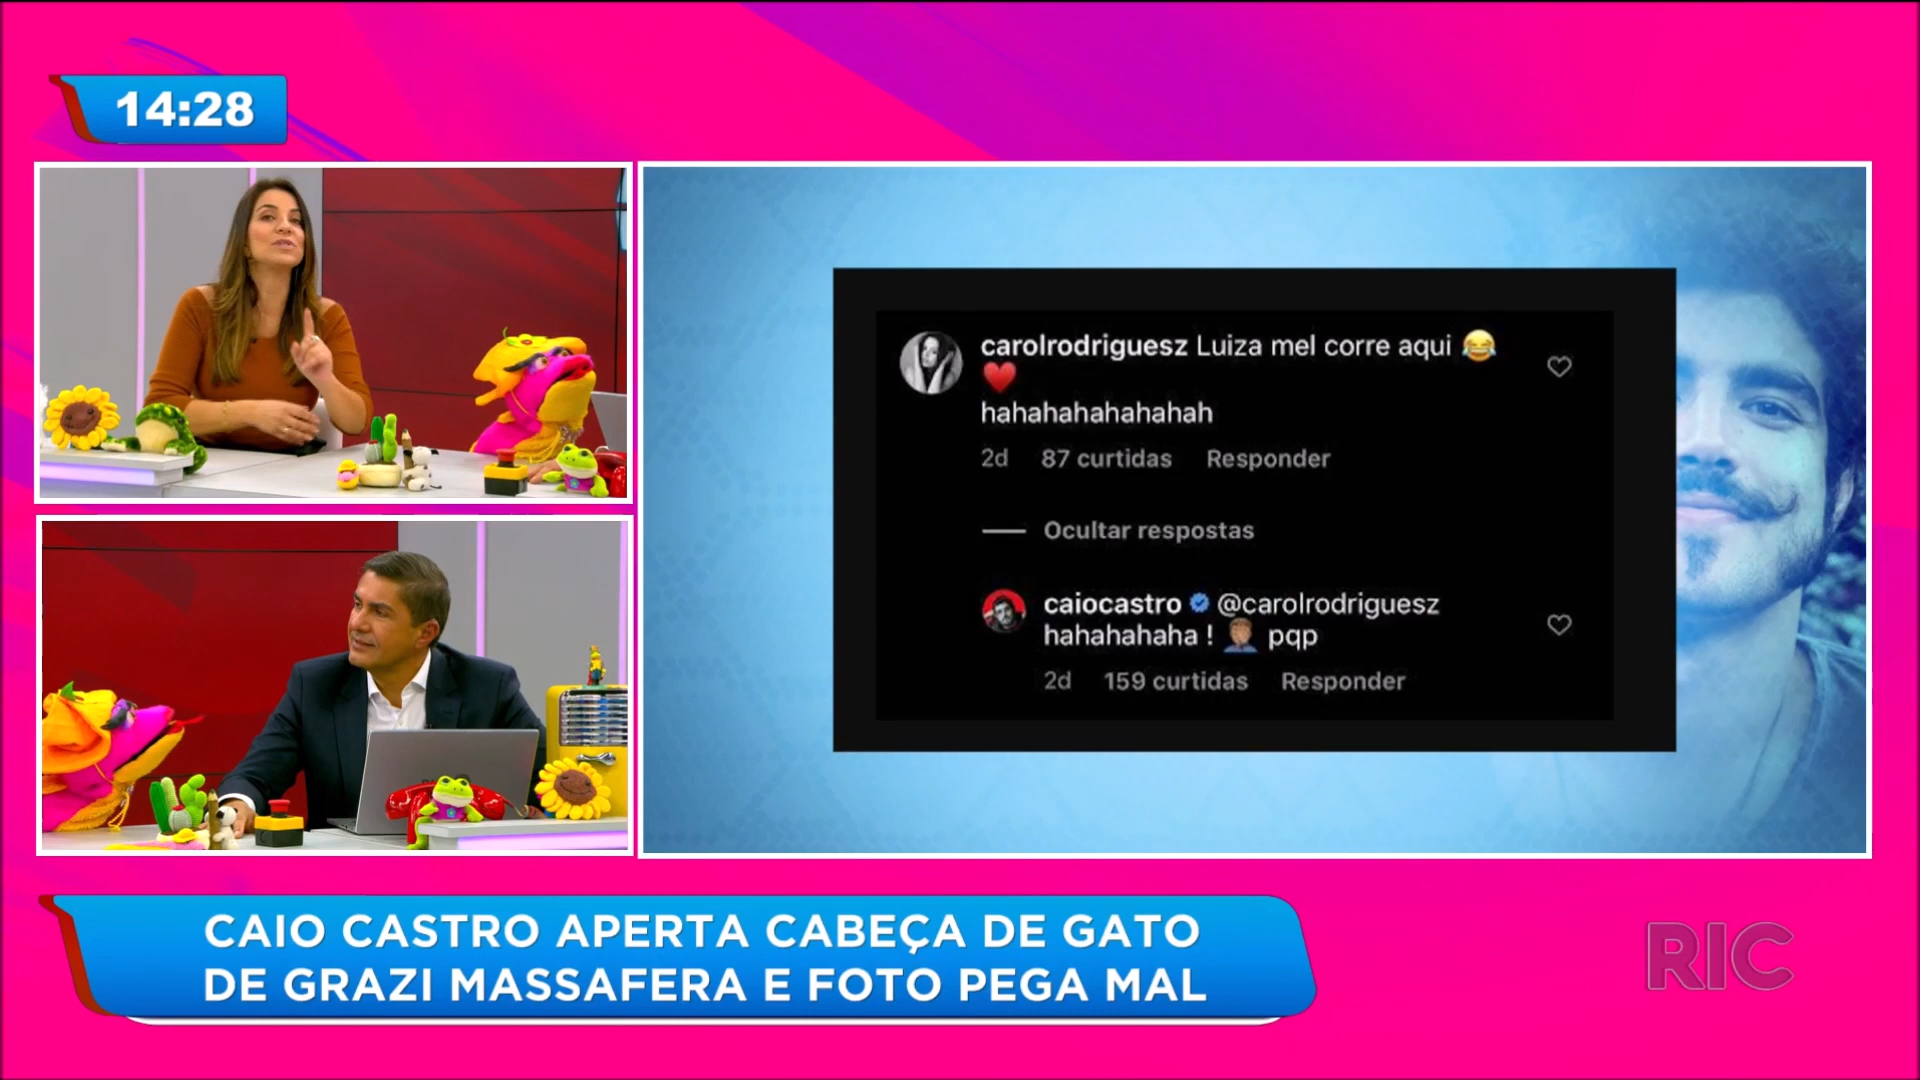 14:28
carolrodriguesz Luiza mel corre aqui 😂
❤️
hahahahahahahah
2d 87 curtidas Responder
Ocultar respostas
caiocastro @carolrodriguesz
hahahahaha ! 🤦🏽‍♂️ pqp
2d 159 curtidas Responder
CAIO CASTRO APERTA CABEÇA DE GATO
DE GRAZI MASSAFERA E FOTO PEGA MAL
RIC